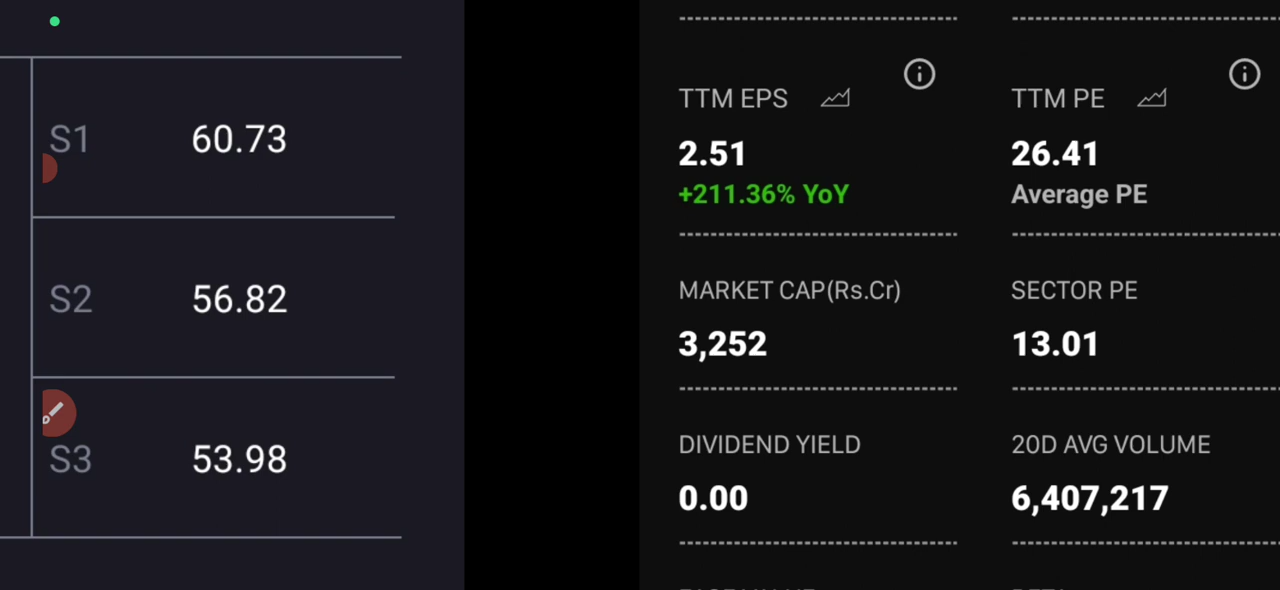 S1 60.73
S2 56.82
S3 53.98
TTM EPS
2.51
+211.36% YoY
TTM PE
26.41
Average PE
MARKET CAP(Rs.Cr)
3,252
SECTOR PE
13.01
DIVIDEND YIELD
0.00
20D AVG VOLUME
6,407,217